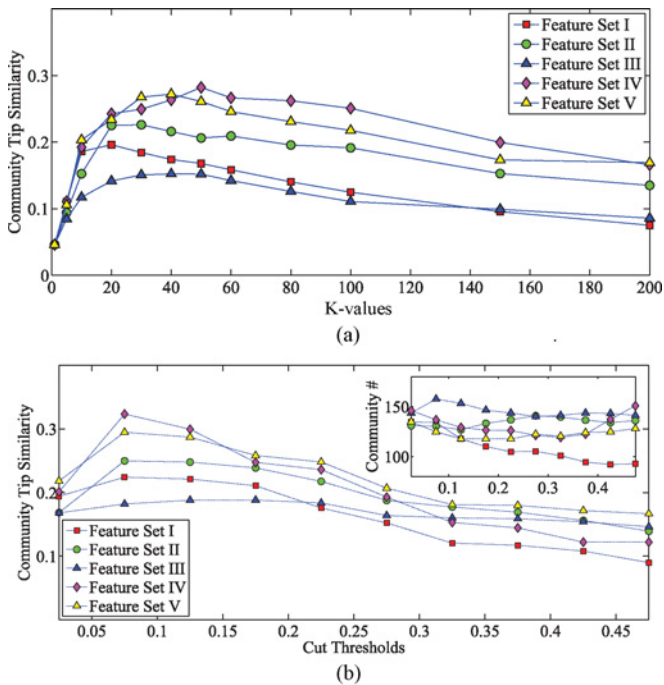 0.3
0.2
0.1
0
Community Tip Similarity
Feature Set I
Feature Set II
Feature Set III
Feature Set IV
Feature Set V
0 20 40 60 80 100 120 140 160 180 200
K-values
(a)
0.3
0.2
0.1
Community Tip Similarity
Community #
150
100
0.1 0.2 0.3 0.4
Feature Set I
Feature Set II
Feature Set III
Feature Set IV
Feature Set V
0.05 0.1 0.15 0.2 0.25 0.3 0.35 0.4 0.45
Cut Thresholds
(b)